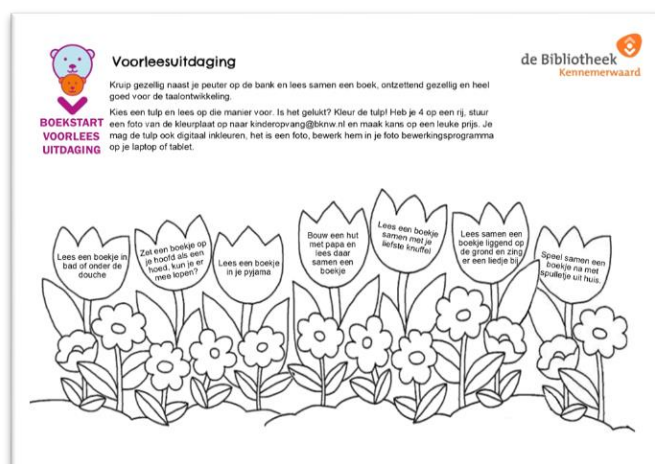 Voorleesuitdaging
de Bibliotheek
Kennemerwaard
Kruip gezellig naast je peuter op de bank en lees samen een boek, ontzettend gezellig en heel
goed voor de taalontwikkeling.
Kies een tulp en lees op die manier voor. Is het gelukt? Kleur de tulp! Heb je 4 op een rij, stuur
een foto van de kleurplaat op naar kinderopvang@bknw.nl en maak kans op een leuke prijs. Je
mag de tulp ook digitaal inkleuren, het is een foto, bewerk hem in je foto bewerkingsprogramma
op je laptop of tablet.
BOEKSTART
VOORLEES
UITDAGING
Lees een boekje in
bad of onder de
douche
Zet een boekje op
je hoofd als een
hoed, kun je er
mee lopen?
Lees een boekje
in je pyjama
Bouw een hut
met papa en
lees daar
samen een
boekje
Lees een boekje
samen met je
liefste knuffel
Lees samen een
boekje liggend op
de grond en zing
er een liedje bij
Speel samen een
boekje na met
spulletje uit huis.